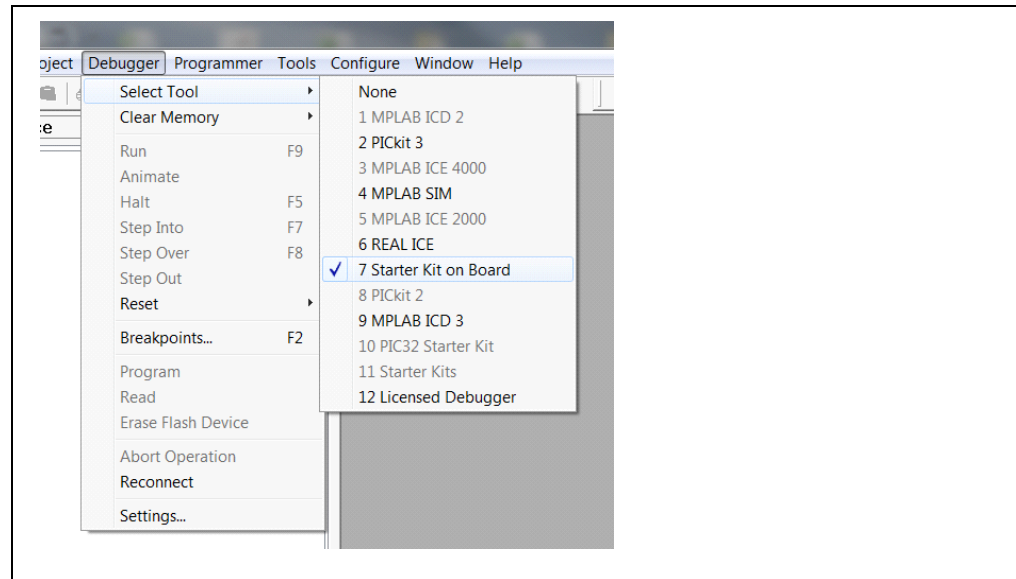 oject Debugger Programmer Tools Configure Window Help
:e
Select Tool
Clear Memory
Run F9
Animate
Halt F5
Step Into F7
Step Over F8
Step Out
Reset
Breakpoints... F2
Program
Read
Erase Flash Device
Abort Operation
Reconnect
Settings...
None
1 MPLAB ICD 2
2 PICkit 3
3 MPLAB ICE 4000
4 MPLAB SIM
5 MPLAB ICE 2000
6 REAL ICE
7 Starter Kit on Board
8 PICkit 2
9 MPLAB ICD 3
10 PIC32 Starter Kit
11 Starter Kits
12 Licensed Debugger